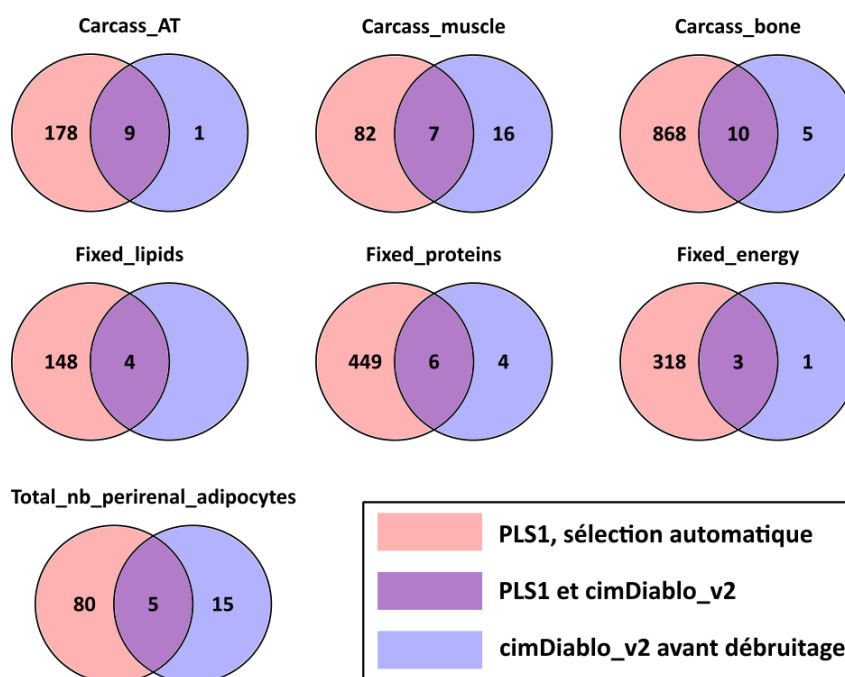 Carcass_AT Carcass_muscle Carcass_bone
178 9 1 82 7 16 868 10 5
Fixed_lipids Fixed_proteins Fixed_energy
148 4 449 6 4 318 3 1
Total_nb_perirenal_adipocytes
80 5 15
PLS1, sélection automatique
PLS1 et cimDiablo_v2
cimDiablo_v2 avant débruitage